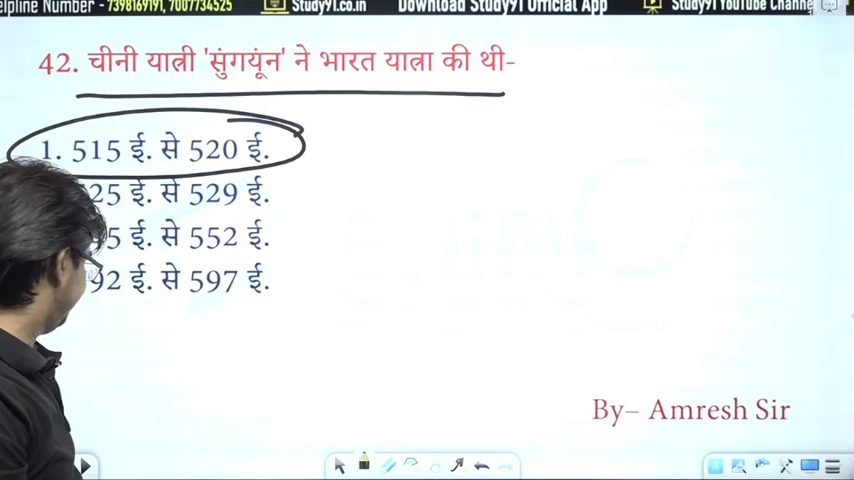 elpline Number - 7398169191, 7007734525
Study91.co.in
Download Study91 Official App
Study91 YouTube Channe
42. चीनी यात्री 'सुंगयूंन' ने भारत यात्रा की थी-
1. 515 ई. से 520 ई.
25 ई. से 529 ई.
5 ई. से 552 ई.
92 ई. से 597 ई.
By– Amresh Sir